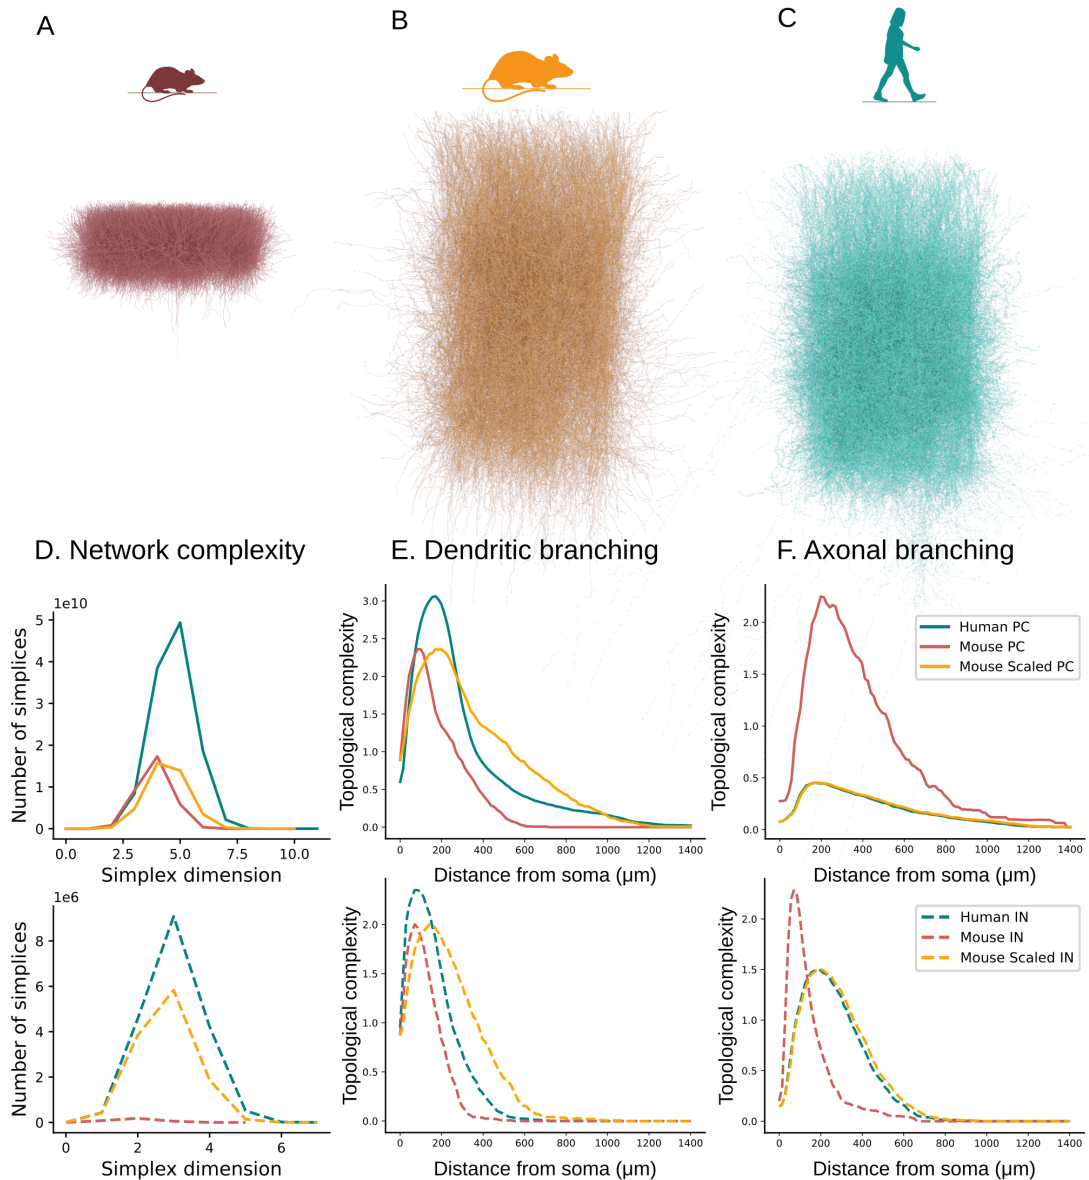 A
B
C
D. Network complexity
E. Dendritic branching
F. Axonal branching
1e10
Number of simplices
5
4
3
2
1
0
0.0 2.5 5.0 7.5 10.0
Simplex dimension
Topological complexity
3.0
2.5
2.0
1.5
1.0
0.5
0.0
0 200 400 600 800 1000 1200 1400
Distance from soma (µm)
Topological complexity
2.0
1.5
1.0
0.5
0.0
0 200 400 600 800 1000 1200 1400
Distance from soma (µm)
Human PC
Mouse PC
Mouse Scaled PC
1e6
Number of simplices
8
6
4
2
0
0 2 4 6
Simplex dimension
Topological complexity
2.0
1.5
1.0
0.5
0.0
0 200 400 600 800 1000 1200 1400
Distance from soma (µm)
Topological complexity
2.0
1.5
1.0
0.5
0.0
0 200 400 600 800 1000 1200 1400
Distance from soma (µm)
Human IN
Mouse IN
Mouse Scaled IN